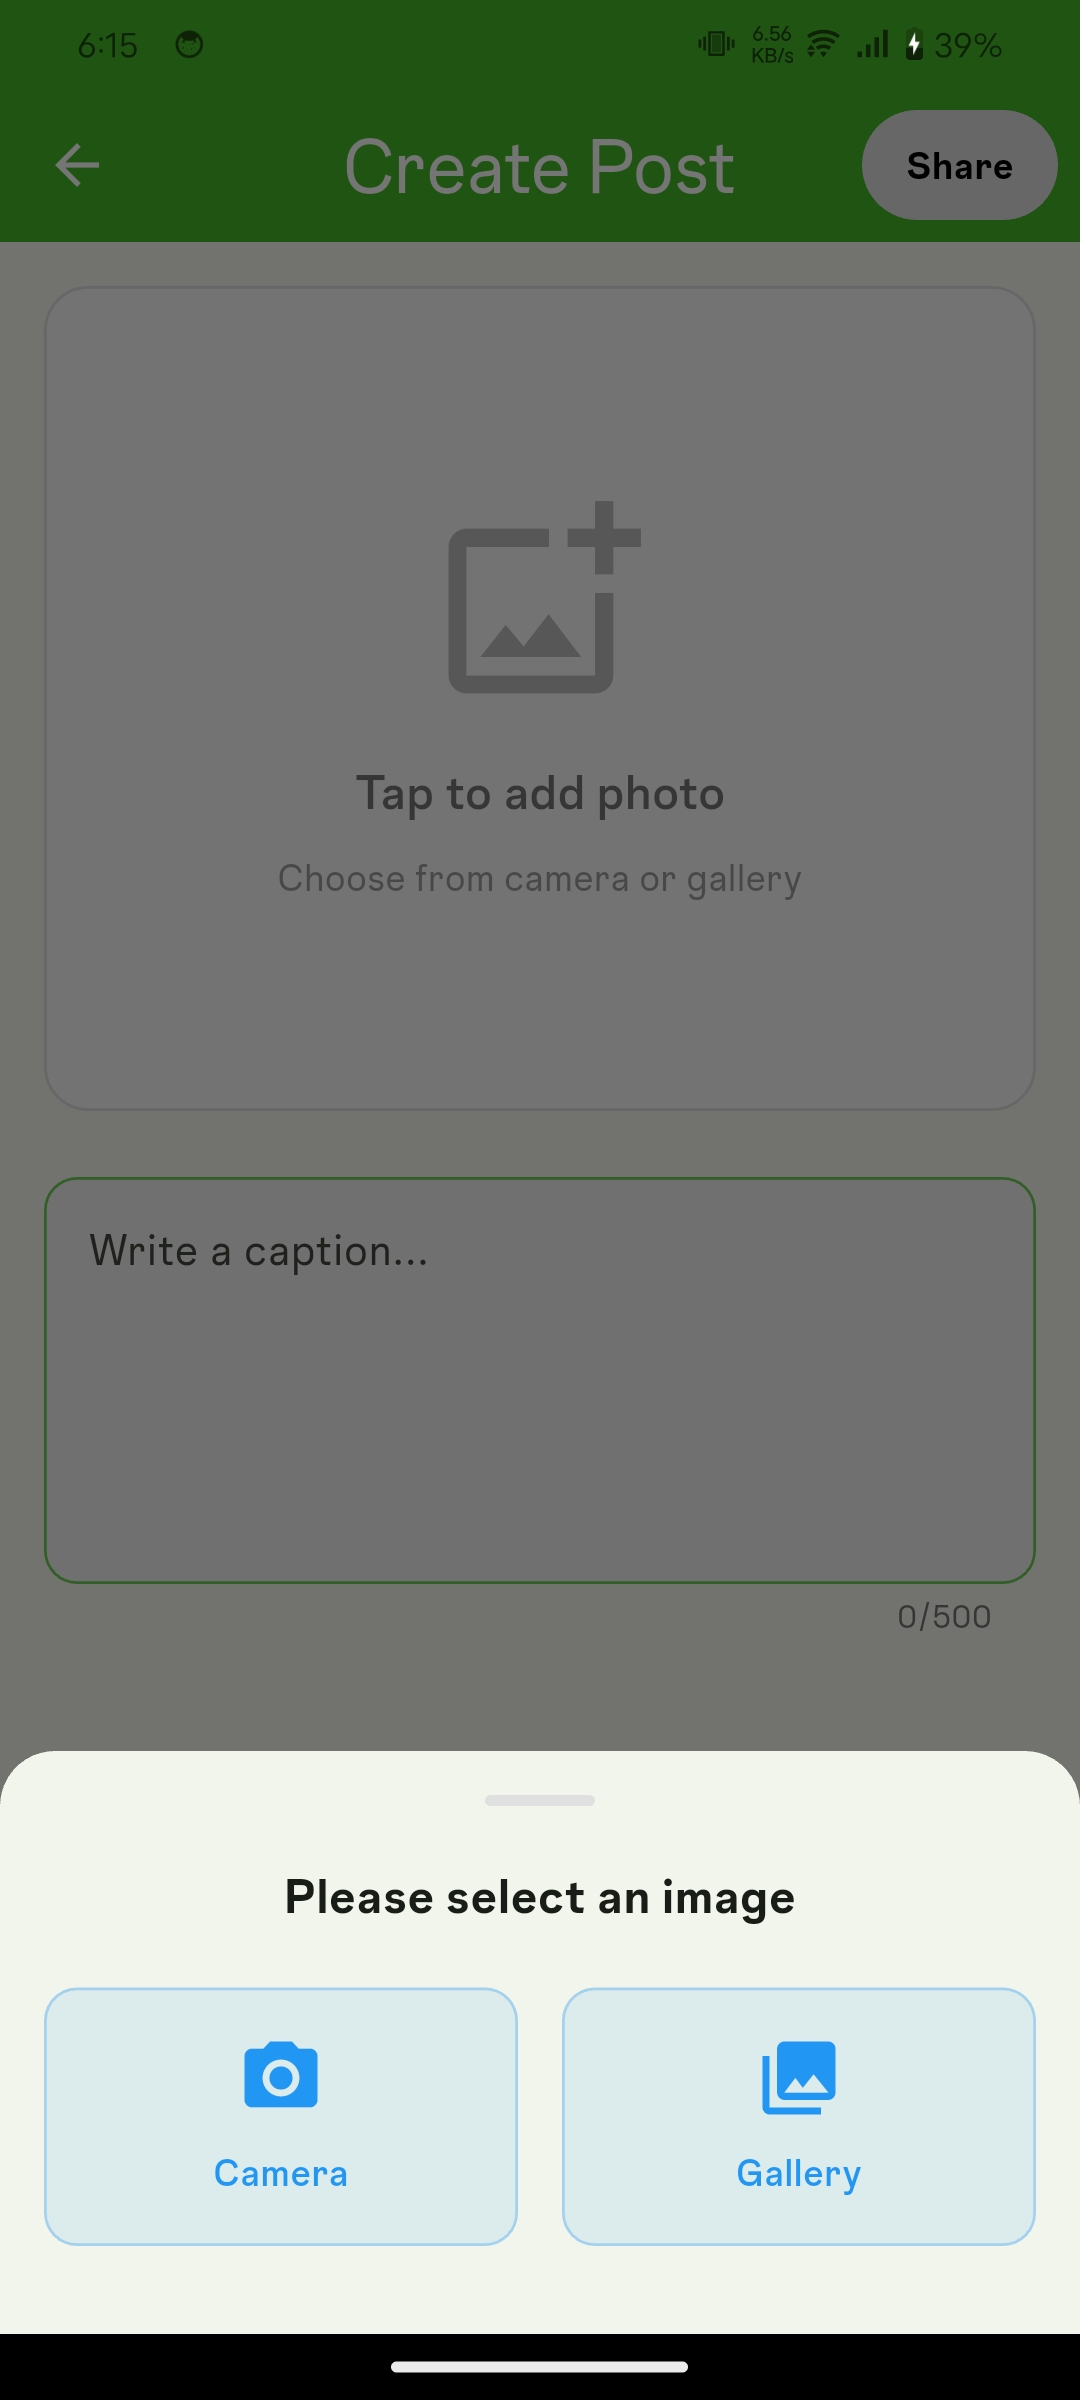 6:15
6.56
KB/s
39%
Create Post
Share
Tap to add photo
Choose from camera or gallery
Write a caption...
0/500
Please select an image
Camera
Gallery